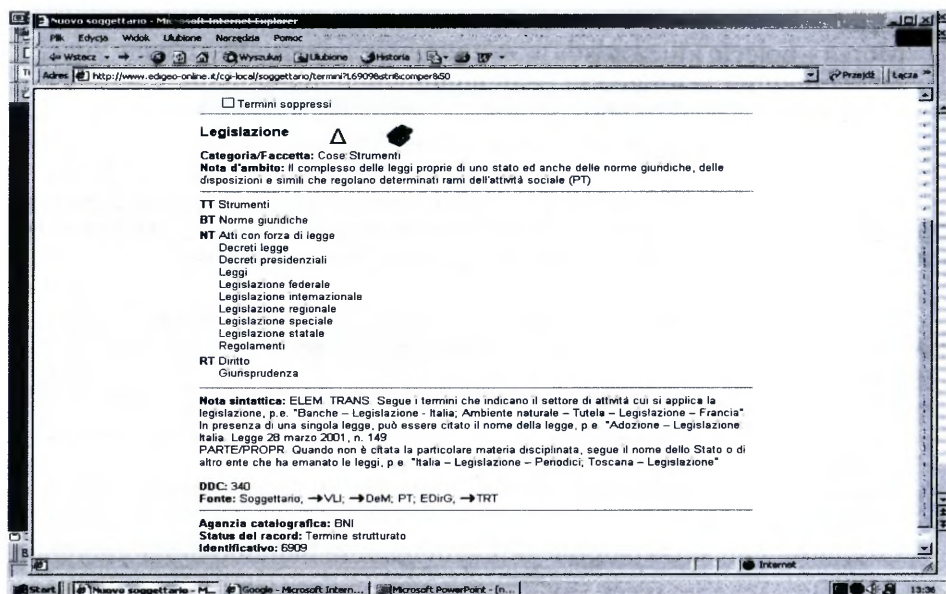 Nuovo soggettario - Microsoft Internet Explorer
Plik Edycja Widok Ulubione Narzędzia Pomoc
Wstecz Wyszukaj Ulubione Historia
Adres http://www.edigeo-online.it/cgi-local/soggettario/termini?L6909&stri&comper&50 Przejdź Łącza »
Termini soppressi
Legislazione Δ
Categoria/Faccetta: Cose:Strumenti
Nota d'ambito: Il complesso delle leggi proprie di uno stato ed anche delle norme giuridiche, delle
disposizioni e simili che regolano determinati rami dell'attività sociale (PT)
TT Strumenti
BT Norme giuridiche
NT Atti con forza di legge
Decreti legge
Decreti presidenziali
Leggi
Legislazione federale
Legislazione internazionale
Legislazione regionale
Legislazione speciale
Legislazione statale
Regolamenti
RT Diritto
Giurisprudenza
Nota sintattica: ELEM. TRANS. Segue i termini che indicano il settore di attività cui si applica la
legislazione, p.e. "Banche – Legislazione - Italia; Ambiente naturale – Tutela – Legislazione – Francia".
In presenza di una singola legge, può essere citato il nome della legge, p.e. "Adozione – Legislazione
Italia. Legge 28 marzo 2001, n. 149
PARTE/PROPR. Quando non è citata la particolare materia disciplinata, segue il nome dello Stato o di
altro ente che ha emanato le leggi, p.e. "Italia – Legislazione – Periodici; Toscana – Legislazione"
DDC: 340
Fonte: Soggettario; →VLI; →DeM; PT; EDirG, →TRT
Aganzia catalografica: BNI
Status del racord: Termine strutturato
Identificativo: 6909
Internet
Start Nuovo soggettario - M... Google - Microsoft Intern... Microsoft PowerPoint - [n... 13:36